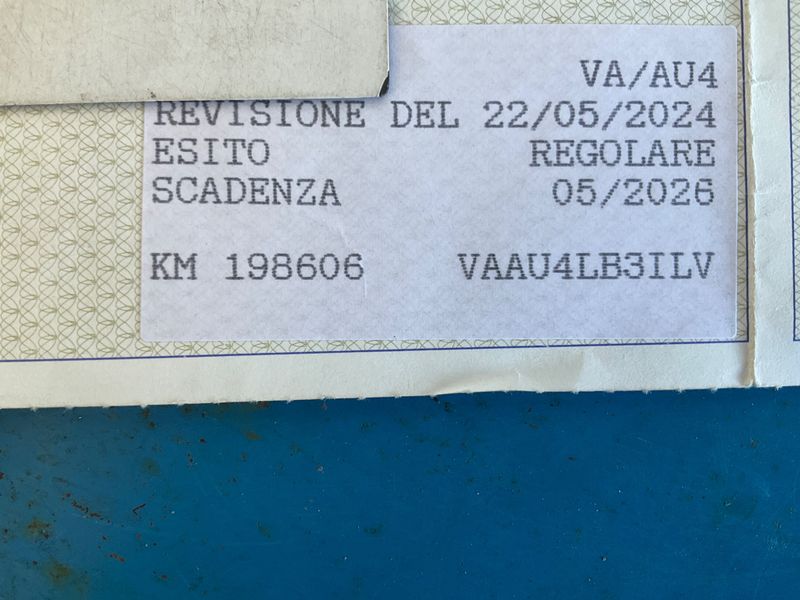 VA/AU4
REVISIONE DEL 22/05/2024
ESITO REGOLARE
SCADENZA 05/2026
KM 198606 VAAU4LB3ILV